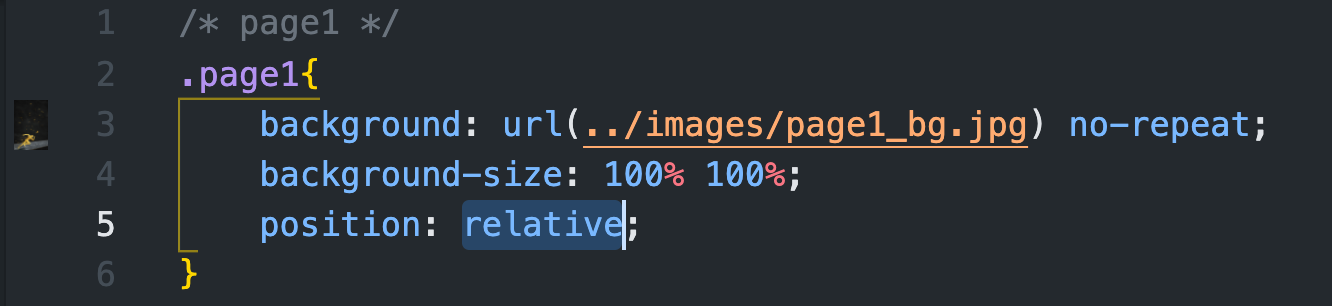 1 /* page1 */
2 .page1{
3 background: url(../images/page1_bg.jpg) no-repeat;
4 background-size: 100% 100%;
5 position: relative;
6 }